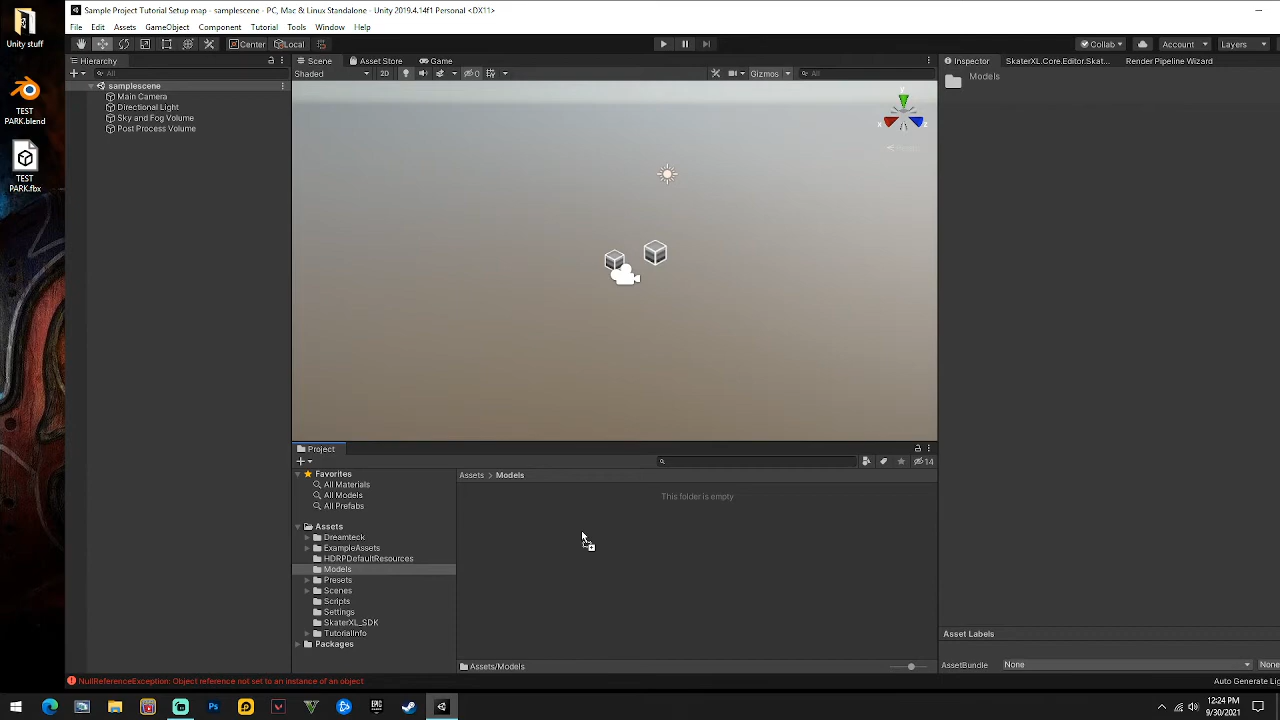 Sample Project Tutorial Setup map - samplescene - PC, Mac & Linux Standalone - Unity 2019.4.14f1 Personal <DX11>
File Edit Assets GameObject Component Tutorial Tools Window Help
Center Local Collab Account Layers
Hierarchy Scene Asset Store Game Inspector SkaterXL.Core.Editor.Skat... Render Pipeline Wizard
All Shaded 2D 0 Gizmos All Models
samplescene
Main Camera
Directional Light
Sky and Fog Volume
Post Process Volume
Unity stuff
TEST
PARK.blend
TEST
PARK.fbx
y
x
z
Project
14
Favorites
All Materials
All Models
All Prefabs
Assets
Dreamteck
ExampleAssets
HDRPDefaultResources
Models
Presets
Scenes
Scripts
Settings
SkaterXL_SDK
TutorialInfo
Packages
Assets > Models
This folder is empty
Assets/Models
Asset Labels
AssetBundle None None
NullReferenceException: Object reference not set to an instance of an object
Auto Generate Lig
Ps
EPIC
12:24 PM
9/30/2021